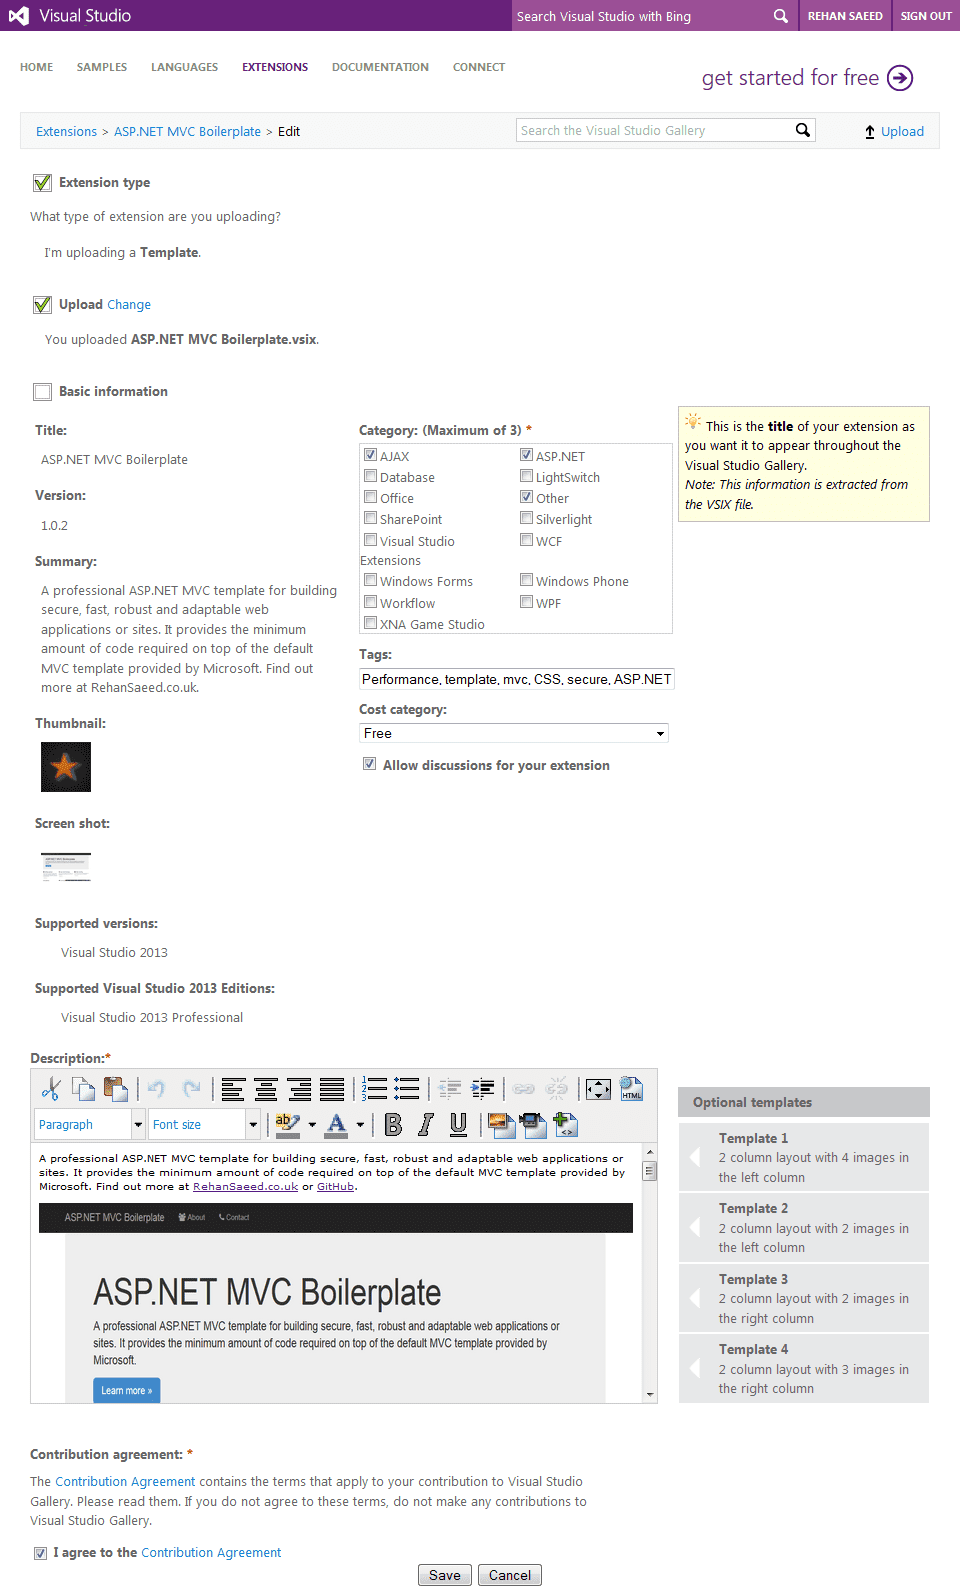 Visual Studio
Search Visual Studio with Bing
REHAN SAEED
SIGN OUT
HOME SAMPLES LANGUAGES EXTENSIONS DOCUMENTATION CONNECT
get started for free
Extensions > ASP.NET MVC Boilerplate > Edit
Search the Visual Studio Gallery
Upload
Extension type
What type of extension are you uploading?
I'm uploading a Template.
Upload Change
You uploaded ASP.NET MVC Boilerplate.vsix.
Basic information
Title:
ASP.NET MVC Boilerplate
Version:
1.0.2
Summary:
A professional ASP.NET MVC template for building
secure, fast, robust and adaptable web
applications or sites. It provides the minimum
amount of code required on top of the default
MVC template provided by Microsoft. Find out
more at RehanSaeed.co.uk.
Thumbnail:
Screen shot:
Supported versions:
Visual Studio 2013
Supported Visual Studio 2013 Editions:
Visual Studio 2013 Professional
Category: (Maximum of 3) *
AJAX ASP.NET
Database LightSwitch
Office Other
SharePoint Silverlight
Visual Studio WCF
Extensions
Windows Forms Windows Phone
Workflow WPF
XNA Game Studio
Tags:
Performance, template, mvc, CSS, secure, ASP.NET
Cost category:
Free
Allow discussions for your extension
This is the title of your extension as
you want it to appear throughout the
Visual Studio Gallery.
Note: This information is extracted from
the VSIX file.
Description:*
HTML
Paragraph Font size ab A B I U
A professional ASP.NET MVC template for building secure, fast, robust and adaptable web applications or
sites. It provides the minimum amount of code required on top of the default MVC template provided by
Microsoft. Find out more at RehanSaeed.co.uk or GitHub.
ASP.NET MVC Boilerplate About Contact
ASP.NET MVC Boilerplate
A professional ASP.NET MVC template for building secure, fast, robust and adaptable web applications or
sites. It provides the minimum amount of code required on top of the default MVC template provided by
Microsoft.
Learn more »
Optional templates
Template 1
2 column layout with 4 images in
the left column
Template 2
2 column layout with 2 images in
the left column
Template 3
2 column layout with 2 images in
the right column
Template 4
2 column layout with 3 images in
the right column
Contribution agreement: *
The Contribution Agreement contains the terms that apply to your contribution to Visual Studio
Gallery. Please read them. If you do not agree to these terms, do not make any contributions to
Visual Studio Gallery.
I agree to the Contribution Agreement
Save Cancel